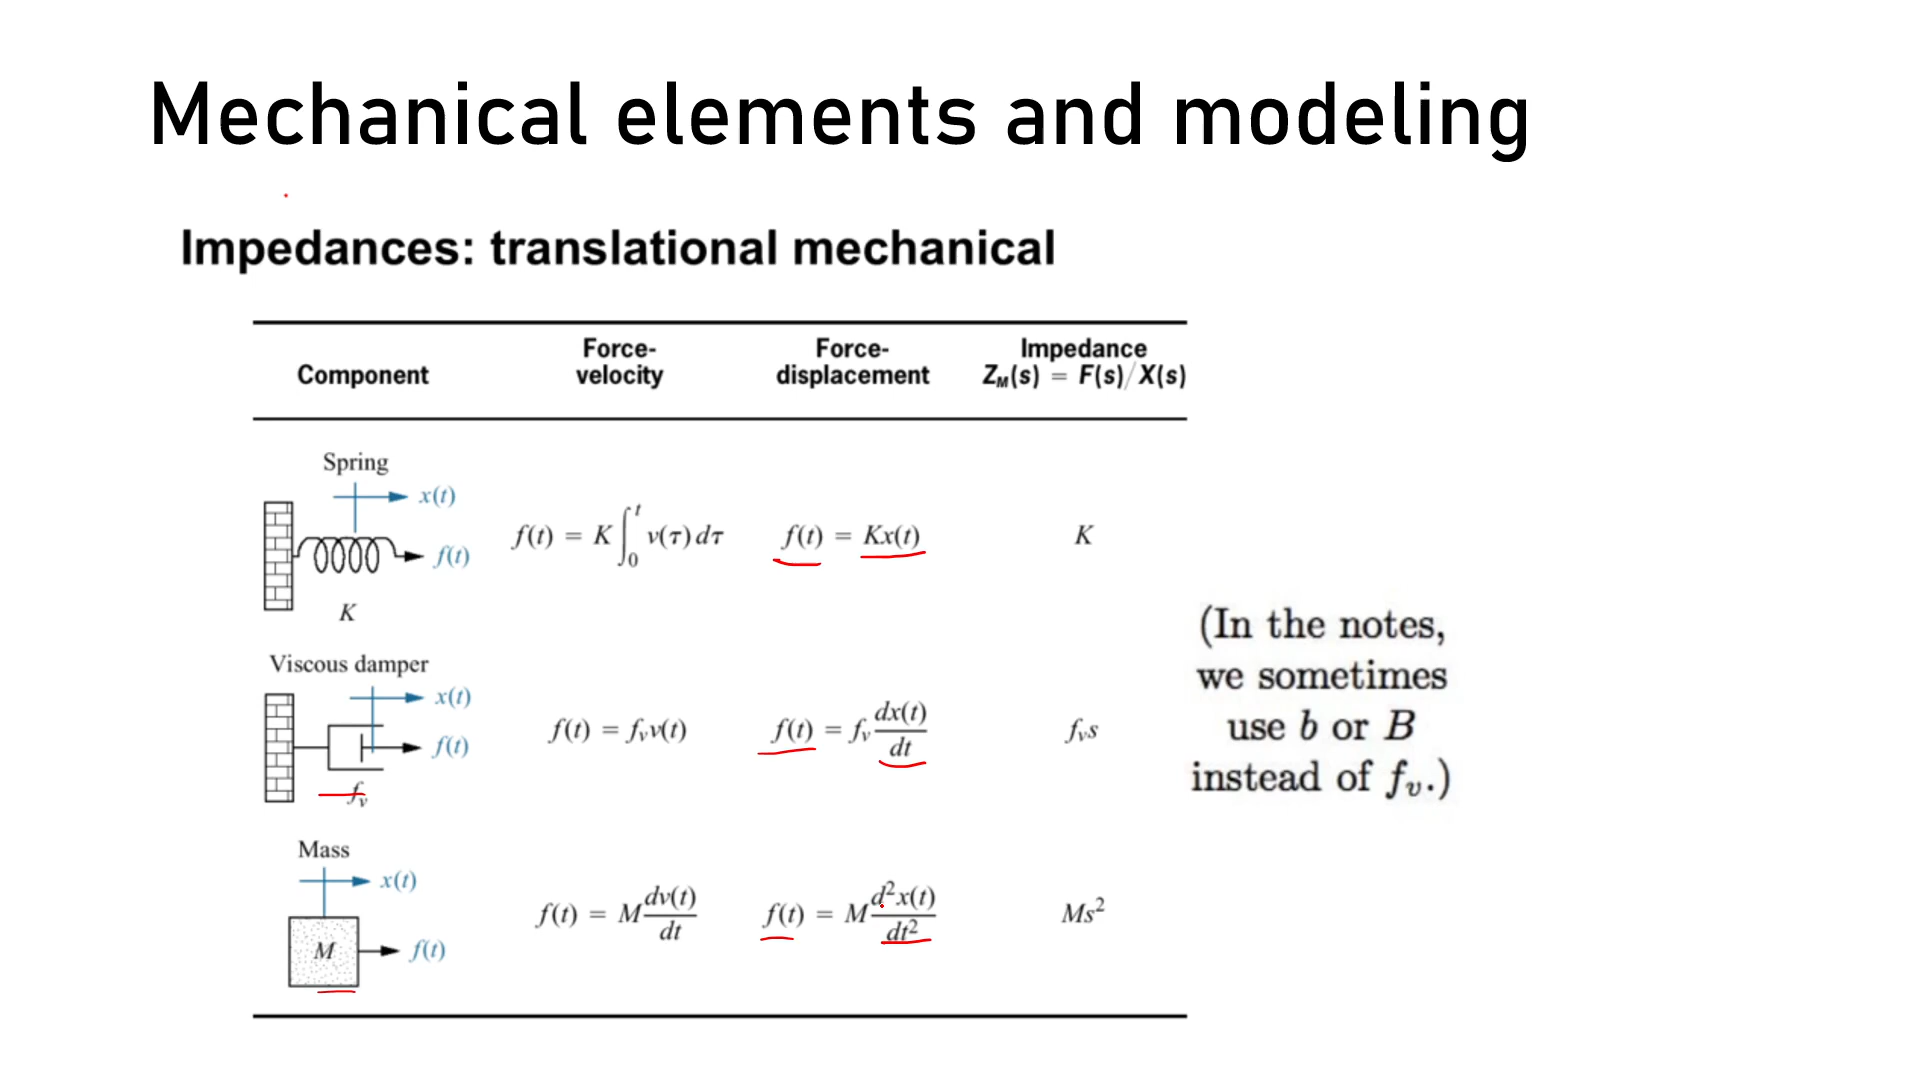 Mechanical elements and modeling
Impedances: translational mechanical
Component
Force-
velocity
Force-
displacement
Impedance
Z_M(s) = F(s)/X(s)
Spring
x(t)
f(t)
K
f(t) = K ∫₀ᵗ v(τ) dτ
f(t) = Kx(t)
K
Viscous damper
x(t)
f(t)
f_v
f(t) = f_v v(t)
f(t) = f_v dx(t)/dt
f_v s
Mass
x(t)
M
f(t)
f(t) = M dv(t)/dt
f(t) = M d²x(t)/dt²
Ms²
(In the notes,
we sometimes
use b or B
instead of f_v.)